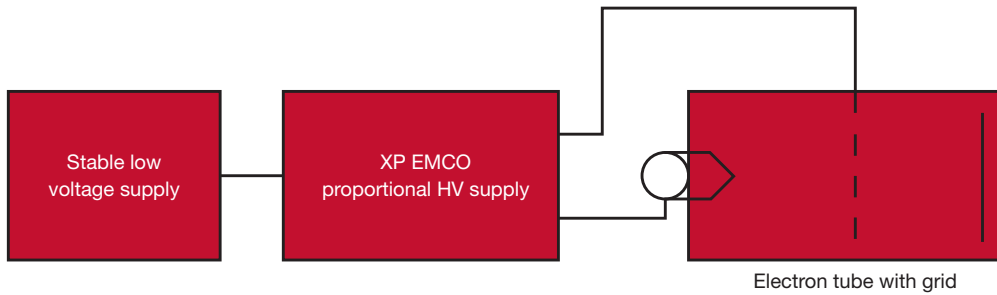 Stable low
voltage supply
XP EMCO
proportional HV supply
Electron tube with grid